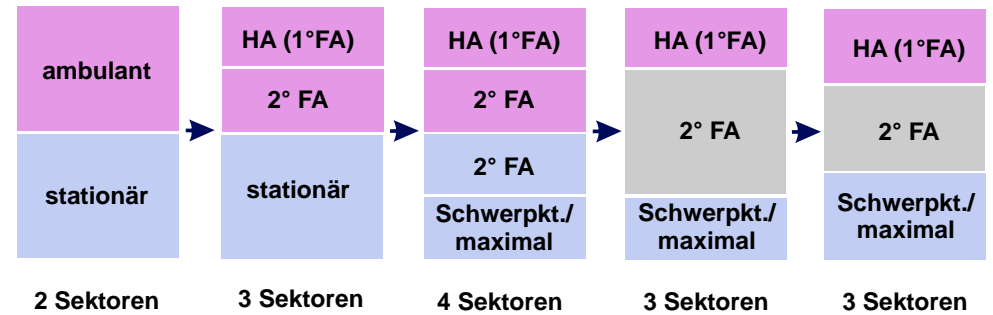 ambulant
stationär
2 Sektoren
HA (1°FA)
2° FA
stationär
3 Sektoren
HA (1°FA)
2° FA
2° FA
Schwerpkt./
maximal
4 Sektoren
HA (1°FA)
2° FA
Schwerpkt./
maximal
3 Sektoren
HA (1°FA)
2° FA
Schwerpkt./
maximal
3 Sektoren